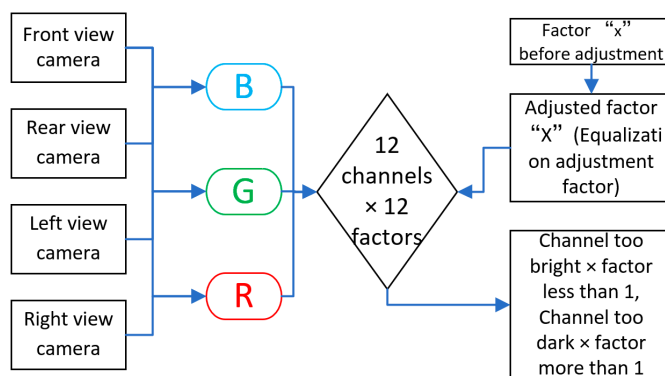 Front view
camera
Rear view
camera
Left view
camera
Right view
camera
B
G
R
12
channels
× 12
factors
Factor “x”
before adjustment
Adjusted factor
“X” (Equalizati
on adjustment
factor)
Channel too
bright × factor
less than 1,
Channel too
dark × factor
more than 1